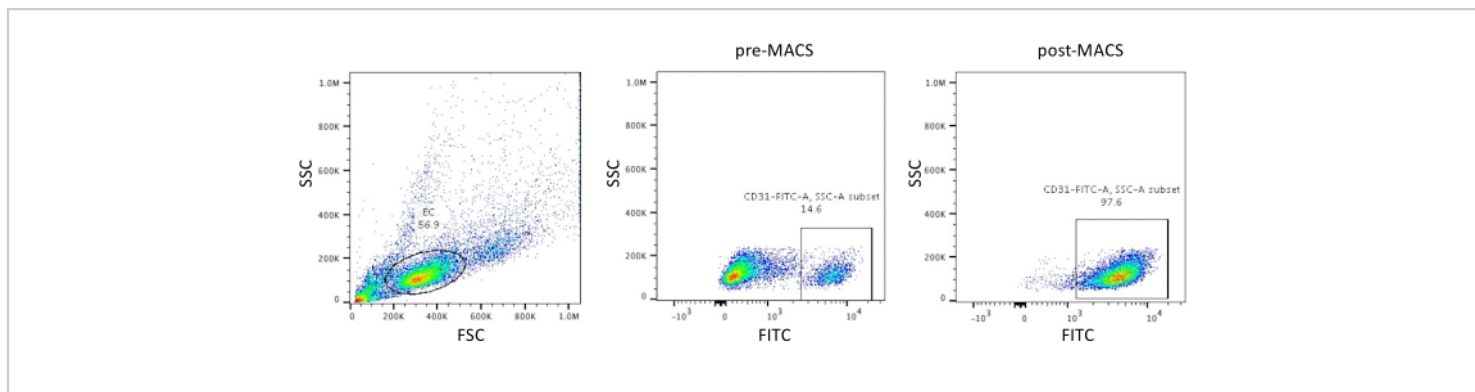 pre-MACS
post-MACS
1.0M
800K
600K
400K
200K
0
SSC
EC
56.9
0
200K
400K
600K
800K
1.0M
FSC
1.0M
800K
600K
400K
200K
0
SSC
CD31-FITC-A, SSC-A subset
14.6
-10³
0
10³
10⁴
FITC
1.0M
800K
600K
400K
200K
0
SSC
CD31-FITC-A, SSC-A subset
97.6
-10³
0
10³
10⁴
FITC